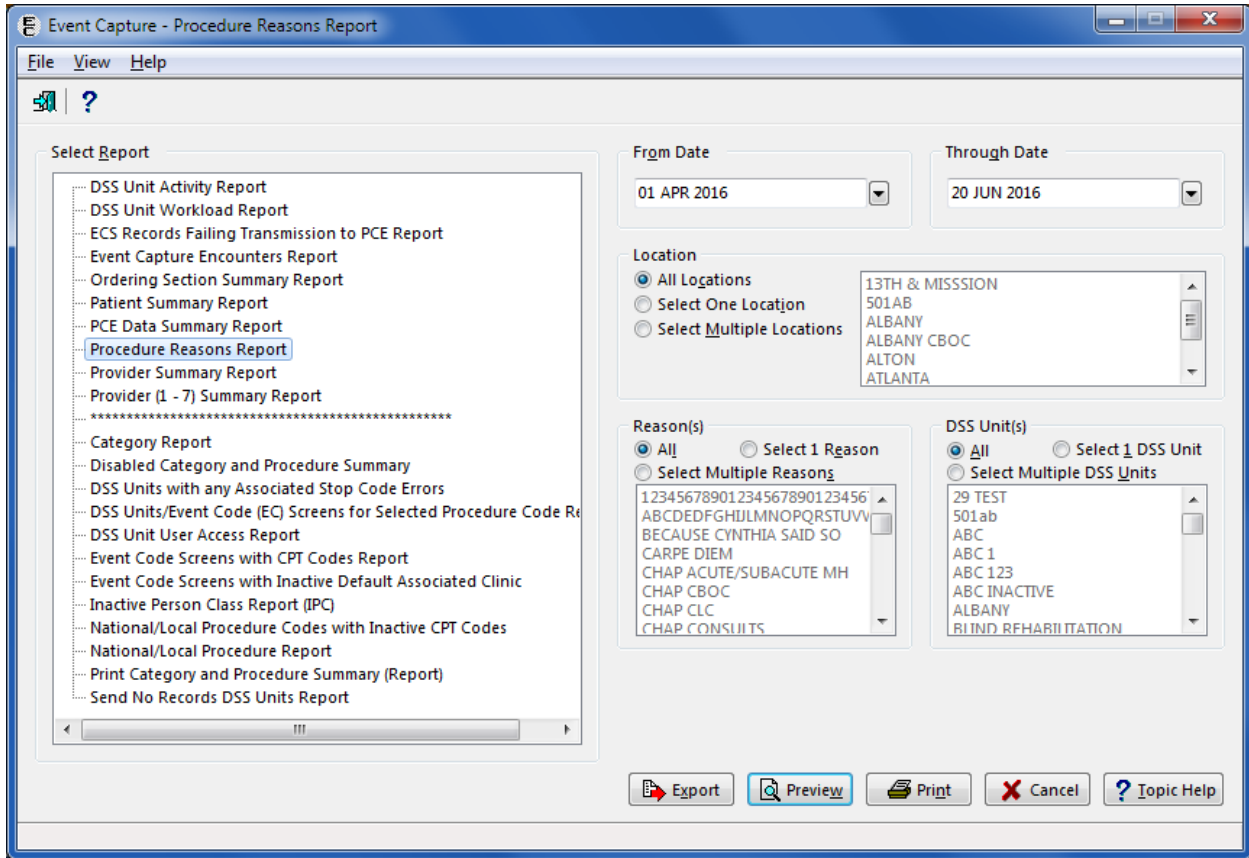 Event Capture - Procedure Reasons Report
File View Help
Select Report
DSS Unit Activity Report
DSS Unit Workload Report
ECS Records Failing Transmission to PCE Report
Event Capture Encounters Report
Ordering Section Summary Report
Patient Summary Report
PCE Data Summary Report
Procedure Reasons Report
Provider Summary Report
Provider (1 - 7) Summary Report
**************************************************
Category Report
Disabled Category and Procedure Summary
DSS Units with any Associated Stop Code Errors
DSS Units/Event Code (EC) Screens for Selected Procedure Code Re
DSS Unit User Access Report
Event Code Screens with CPT Codes Report
Event Code Screens with Inactive Default Associated Clinic
Inactive Person Class Report (IPC)
National/Local Procedure Codes with Inactive CPT Codes
National/Local Procedure Report
Print Category and Procedure Summary (Report)
Send No Records DSS Units Report
From Date
01 APR 2016
Through Date
20 JUN 2016
Location
All Locations
Select One Location
Select Multiple Locations
13TH & MISSSION
501AB
ALBANY
ALBANY CBOC
ALTON
ATLANTA
Reason(s)
All Select 1 Reason
Select Multiple Reasons
12345678901234567890123456
ABCDEDFGHIJLMNOPQRSTUVV
BECAUSE CYNTHIA SAID SO
CARPE DIEM
CHAP ACUTE/SUBACUTE MH
CHAP CBOC
CHAP CLC
CHAP CONSULTS
DSS Unit(s)
All Select 1 DSS Unit
Select Multiple DSS Units
29 TEST
501ab
ABC
ABC 1
ABC 123
ABC INACTIVE
ALBANY
BLIND REHABILITATION
Export Preview Print Cancel ? Topic Help